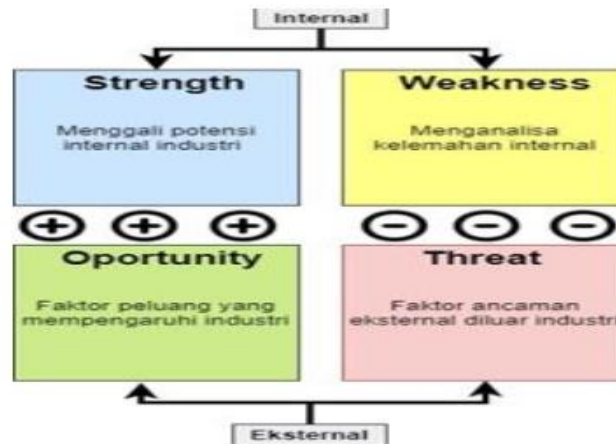 Internal
Strength
Menggali potensi
internal industri
Weakness
Menganalisa
kelemahan internal
Oportunity
Faktor peluang yang
mempengaruhi industri
Threat
Faktor ancaman
eksternal diluar industri
Eksternal